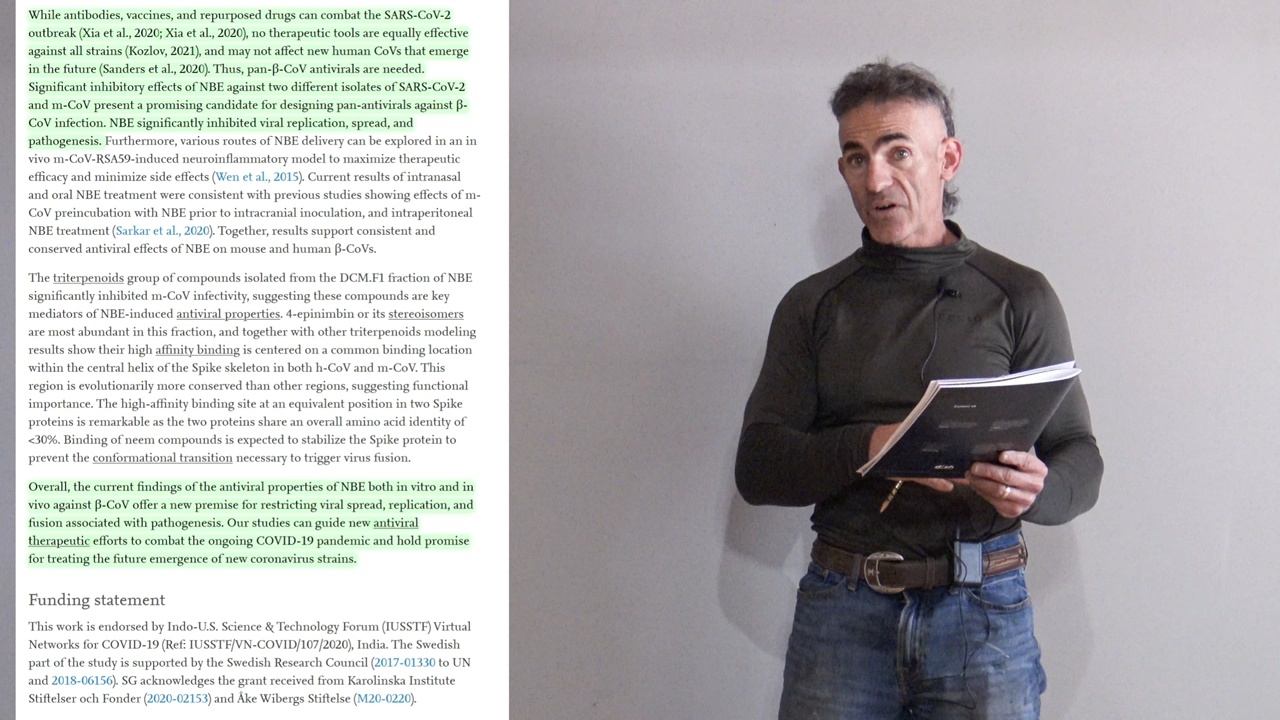 While antibodies, vaccines, and repurposed drugs can combat the SARS-CoV-2
outbreak (Xia et al., 2020; Xia et al., 2020), no therapeutic tools are equally effective
against all strains (Kozlov, 2021), and may not affect new human CoVs that emerge
in the future (Sanders et al., 2020). Thus, pan-β-CoV antivirals are needed.
Significant inhibitory effects of NBE against two different isolates of SARS-CoV-2
and m-CoV present a promising candidate for designing pan-antivirals against β-
CoV infection. NBE significantly inhibited viral replication, spread, and
pathogenesis. Furthermore, various routes of NBE delivery can be explored in an in
vivo m-CoV-RSA59-induced neuroinflammatory model to maximize therapeutic
efficacy and minimize side effects (Wen et al., 2015). Current results of intranasal
and oral NBE treatment were consistent with previous studies showing effects of m-
CoV preincubation with NBE prior to intracranial inoculation, and intraperitoneal
NBE treatment (Sarkar et al., 2020). Together, results support consistent and
conserved antiviral effects of NBE on mouse and human β-CoVs.
The triterpenoids group of compounds isolated from the DCM.F1 fraction of NBE
significantly inhibited m-CoV infectivity, suggesting these compounds are key
mediators of NBE-induced antiviral properties. 4-epinimbin or its stereoisomers
are most abundant in this fraction, and together with other triterpenoids modeling
results show their high affinity binding is centered on a common binding location
within the central helix of the Spike skeleton in both h-CoV and m-CoV. This
region is evolutionarily more conserved than other regions, suggesting functional
importance. The high-affinity binding site at an equivalent position in two Spike
proteins is remarkable as the two proteins share an overall amino acid identity of
<30%. Binding of neem compounds is expected to stabilize the Spike protein to
prevent the conformational transition necessary to trigger virus fusion.
Overall, the current findings of the antiviral properties of NBE both in vitro and in
vivo against β-CoV offer a new premise for restricting viral spread, replication, and
fusion associated with pathogenesis. Our studies can guide new antiviral
therapeutic efforts to combat the ongoing COVID-19 pandemic and hold promise
for treating the future emergence of new coronavirus strains.
Funding statement
This work is endorsed by Indo-U.S. Science & Technology Forum (IUSSTF) Virtual
Networks for COVID-19 (Ref: IUSSTF/VN-COVID/107/2020), India. The Swedish
part of the study is supported by the Swedish Research Council (2017-01330 to UN
and 2018-06156). SG acknowledges the grant received from Karolinska Institute
Stiftelser och Fonder (2020-02153) and Åke Wibergs Stiftelse (M20-0220).